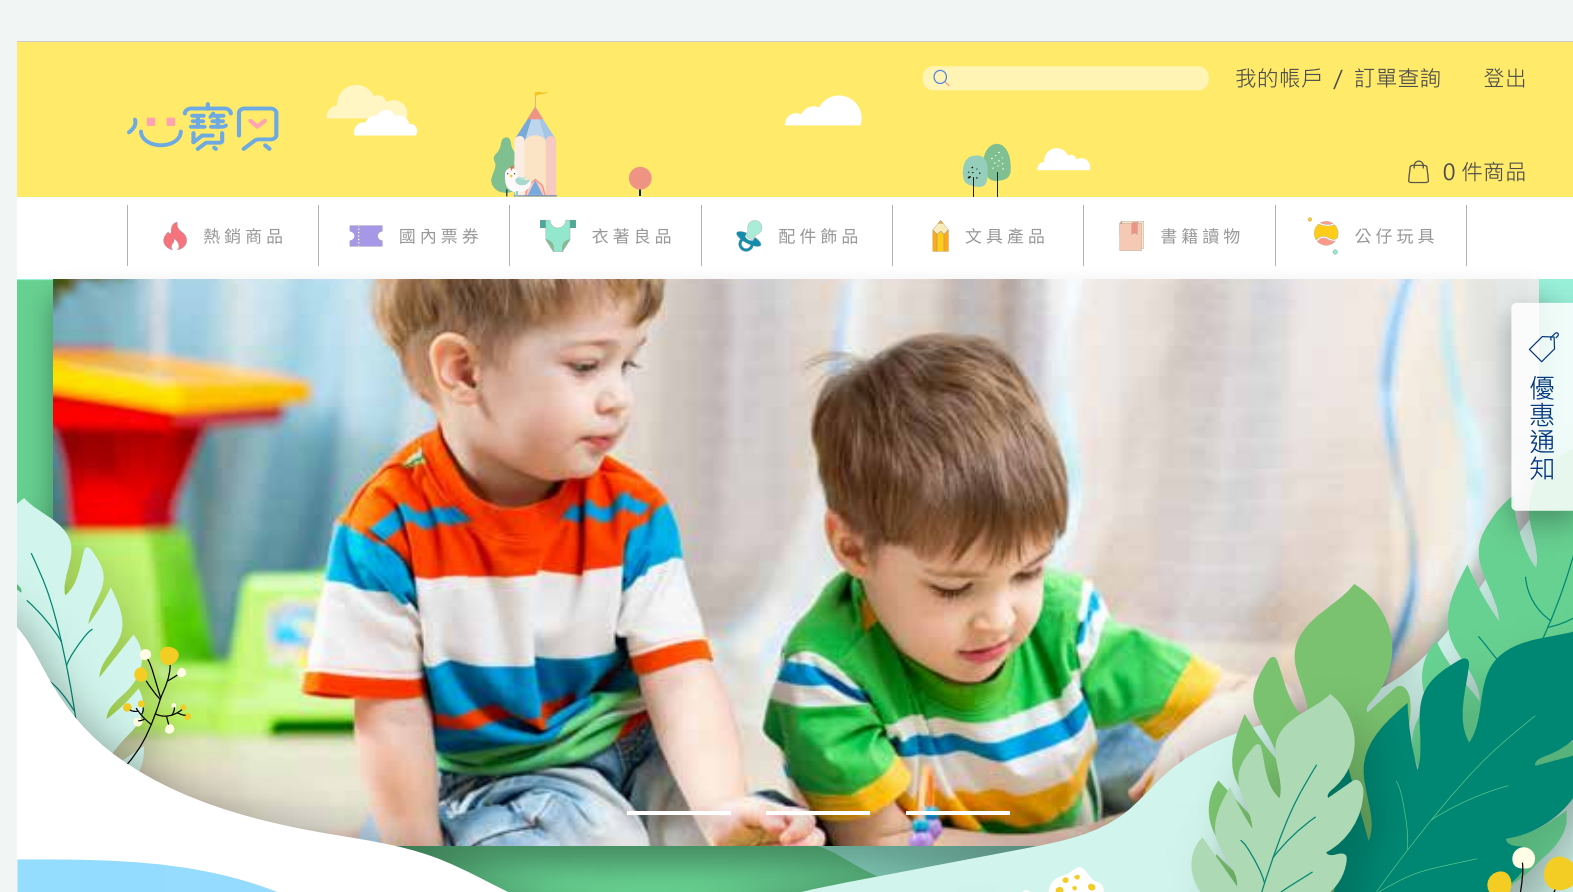 我的帳戶 / 訂單查詢 登出
心寶貝
0 件商品
熱銷商品 國內票券 衣著良品 配件飾品 文具產品 書籍讀物 公仔玩具
優惠通知